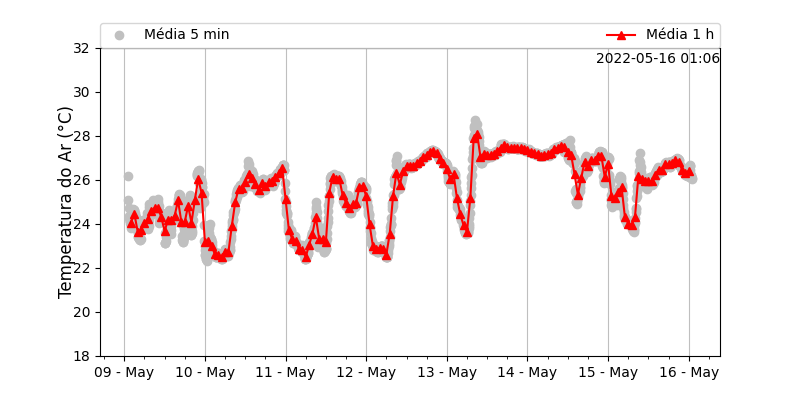 Média 5 min
Média 1 h
2022-05-16 01:06
Temperatura do Ar (°C)
32
30
28
26
24
22
20
18
09 - May
10 - May
11 - May
12 - May
13 - May
14 - May
15 - May
16 - May